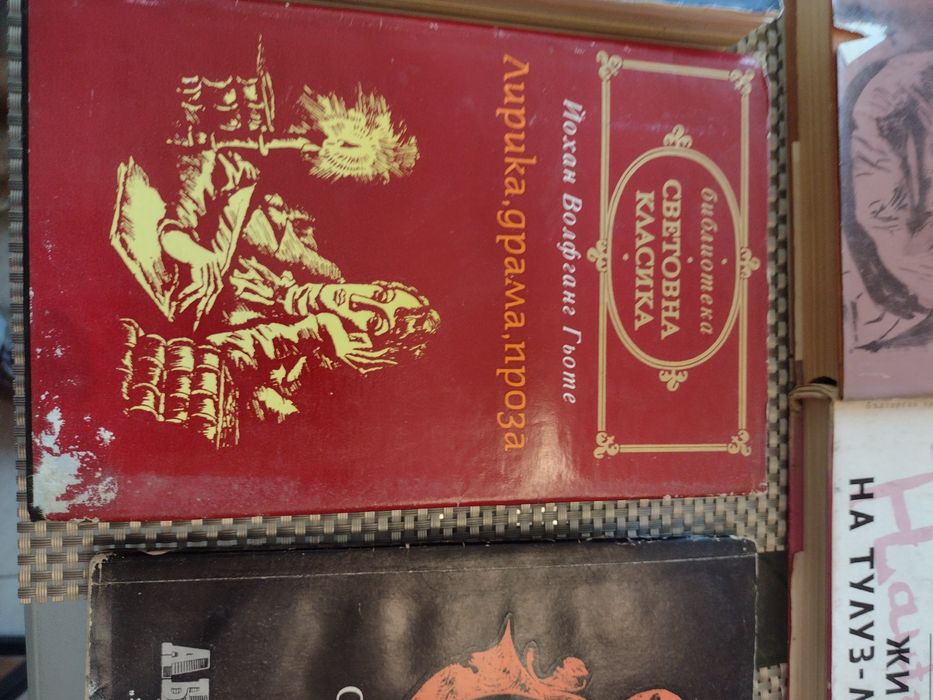 библиотека
СВЕТОВНА
КЛАСИКА
Йохан Волфганг Гьоте
Лирика, драма, проза
НА ТУЛУЗ-